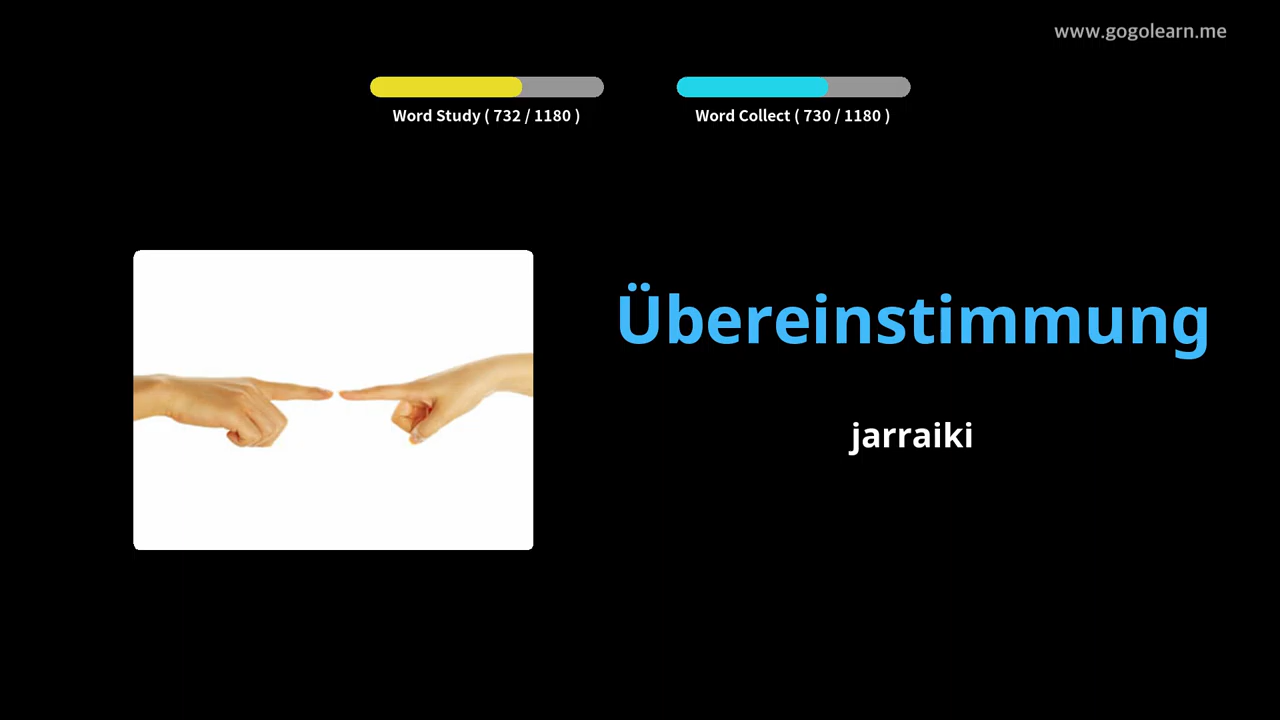 www.gogolearn.me
Word Study ( 732 / 1180 )
Word Collect ( 730 / 1180 )
Übereinstimmung
jarraiki